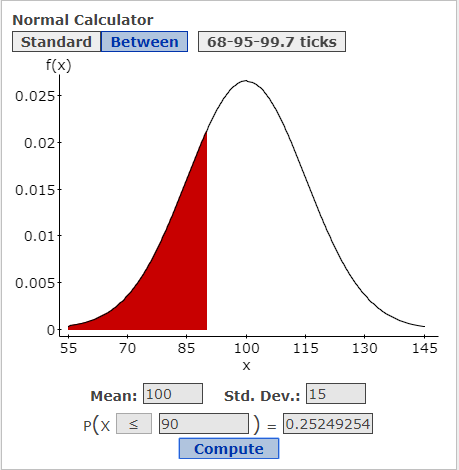 Normal Calculator
Standard Between 68-95-99.7 ticks
f(x)
0.025
0.02
0.015
0.01
0.005
0
55 70 85 100 115 130 145
x
Mean: 100 Std. Dev.: 15
P(X ≤ 90 ) = 0.25249254
Compute